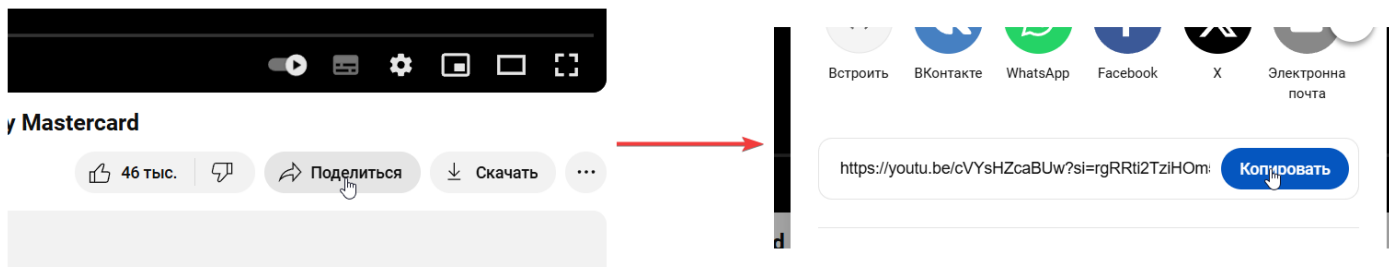 y Mastercard
46 тыс.
Поделиться
Скачать
Встроить
ВКонтакте
WhatsApp
Facebook
X
Электронна
почта
https://youtu.be/cVYsHZcaBUw?si=rgRRti2TziHOm
Копировать
d